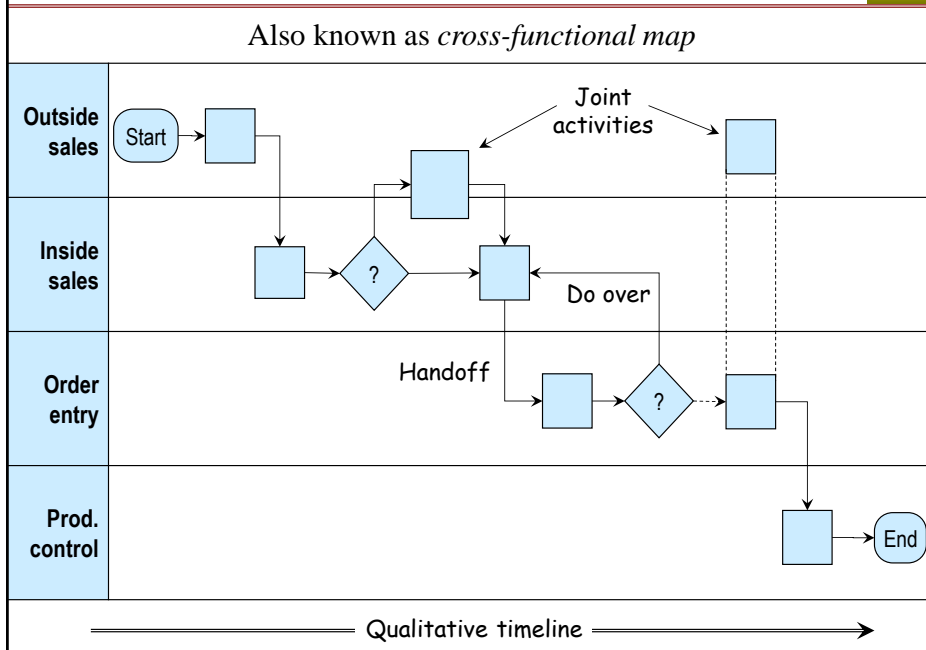 Also known as cross-functional map
Outside
sales
Start
Joint
activities
Inside
sales
?
Do over
Order
entry
Handoff
?
Prod.
control
End
Qualitative timeline